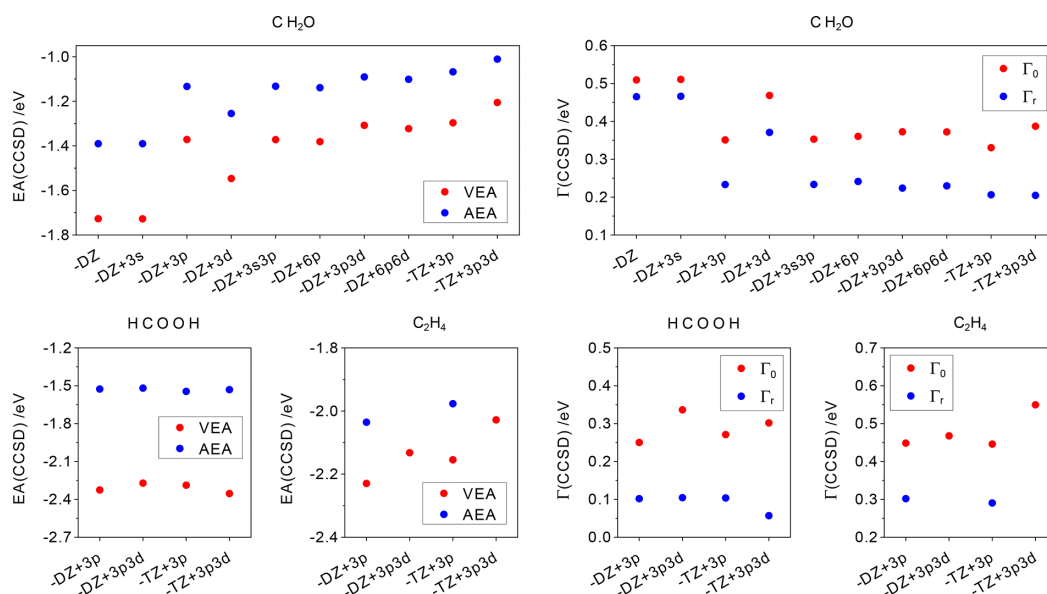 C H₂O
EA(CCSD) /eV
-1.0
-1.2
-1.4
-1.6
-1.8
VEA
AEA
-DZ
-DZ+3s
-DZ+3p
-DZ+3d
-DZ+3s3p
-DZ+6p
-DZ+3p3d
-DZ+6p6d
-TZ+3p
-TZ+3p3d
C H₂O
Γ(CCSD) /eV
0.6
0.5
0.4
0.3
0.2
0.1
Γ₀
Γᵣ
-DZ
-DZ+3s
-DZ+3p
-DZ+3d
-DZ+3s3p
-DZ+6p
-DZ+3p3d
-DZ+6p6d
-TZ+3p
-TZ+3p3d
H C O O H
EA(CCSD) /eV
-1.2
-1.5
-1.8
-2.1
-2.4
-2.7
VEA
AEA
-DZ+3p
-DZ+3p3d
-TZ+3p
-TZ+3p3d
C₂H₄
EA(CCSD) /eV
-1.8
-2.0
-2.2
-2.4
VEA
AEA
-DZ+3p
-DZ+3p3d
-TZ+3p
-TZ+3p3d
H C O O H
Γ(CCSD) /eV
0.5
0.4
0.3
0.2
0.1
0.0
Γ₀
Γᵣ
-DZ+3p
-DZ+3p3d
-TZ+3p
-TZ+3p3d
C₂H₄
Γ(CCSD) /eV
0.7
0.6
0.5
0.4
0.3
0.2
Γ₀
Γᵣ
-DZ+3p
-DZ+3p3d
-TZ+3p
-TZ+3p3d